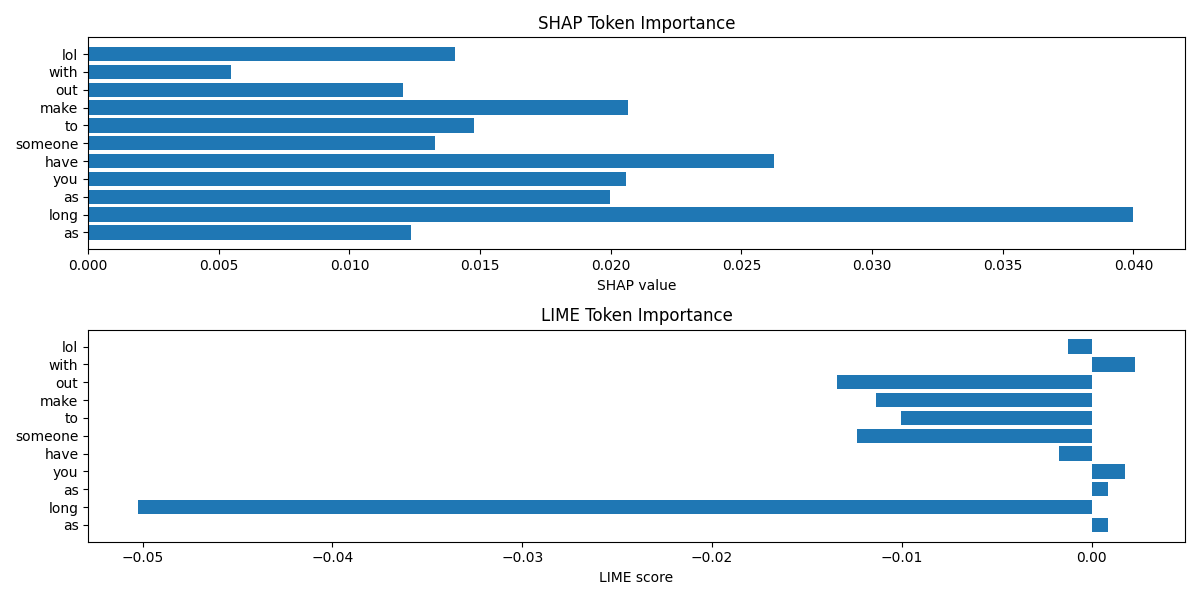 SHAP Token Importance
lol
with
out
make
to
someone
have
you
as
long
as
0.000 0.005 0.010 0.015 0.020 0.025 0.030 0.035 0.040
SHAP value
LIME Token Importance
lol
with
out
make
to
someone
have
you
as
long
as
−0.05 −0.04 −0.03 −0.02 −0.01 0.00
LIME score